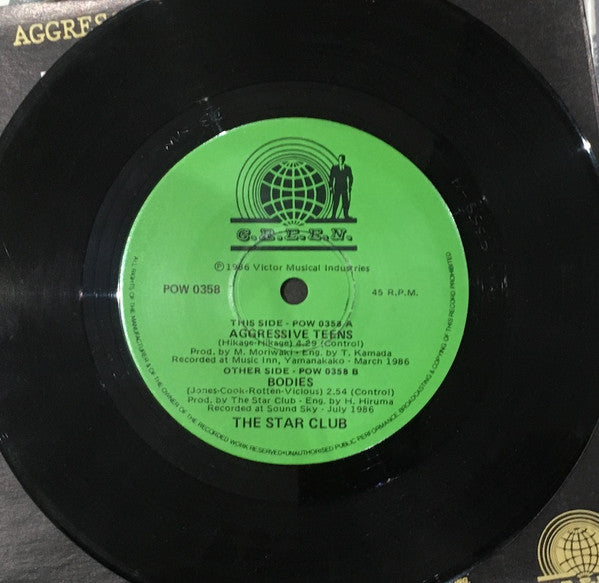 AGGRES
G.R.E.E.N.
Ⓟ 1986 Victor Musical Industries
POW 0358
45 R.P.M.
THIS SIDE - POW 0358 A
AGGRESSIVE TEENS
(Hikage-Hikage) 4.29 (Control)
Prod. by M. Moriwaki - Eng. by T. Kamada
Recorded at Music Inn, Yamanakako - March 1986
OTHER SIDE - POW 0358 B
BODIES
(Jones-Cook-Rotten-Vicious) 2.54 (Control)
Prod. by The Star Club - Eng. by H. Hiruma
Recorded at Sound Sky - July 1986
THE STAR CLUB
ALL RIGHTS OF THE MANUFACTURER & OF THE OWNER OF THE RECORDED WORK RESERVED•UNAUTHORISED PUBLIC PERFORMANCE, BROADCASTING & COPYING OF THIS RECORD PROHIBITED